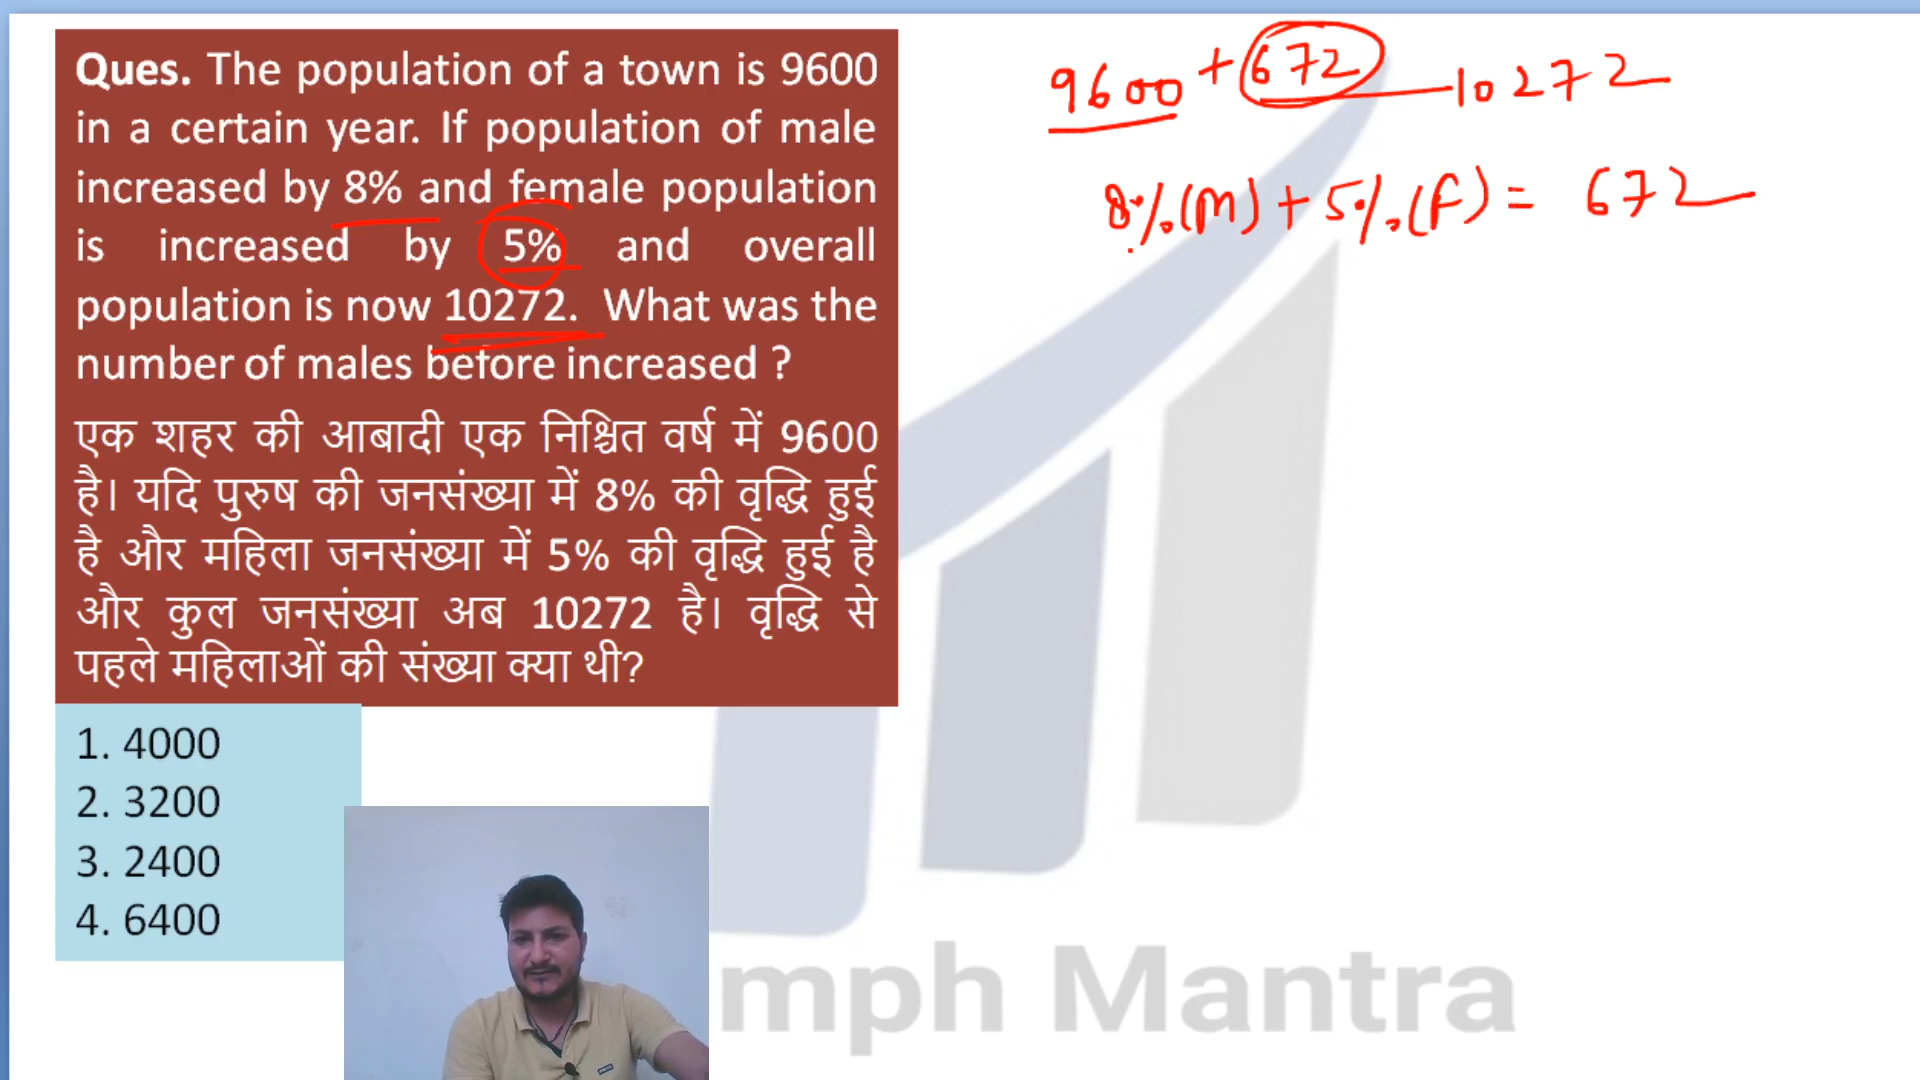 Ques. The population of a town is 9600
in a certain year. If population of male
increased by 8% and female population
is increased by 5% and overall
population is now 10272. What was the
number of males before increased ?
एक शहर की आबादी एक निश्चित वर्ष में 9600
है। यदि पुरुष की जनसंख्या में 8% की वृद्धि हुई
है और महिला जनसंख्या में 5% की वृद्धि हुई है
और कुल जनसंख्या अब 10272 है। वृद्धि से
पहले महिलाओं की संख्या क्या थी?
1. 4000
2. 3200
3. 2400
4. 6400
9600 + 672 10272
8%(M) + 5%(F) = 672
mph Mantra